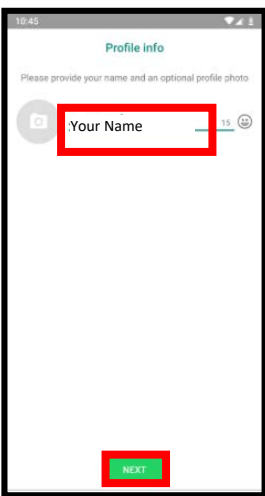 10:45
Profile info
Please provide your name and an optional profile photo
Your Name
15
NEXT